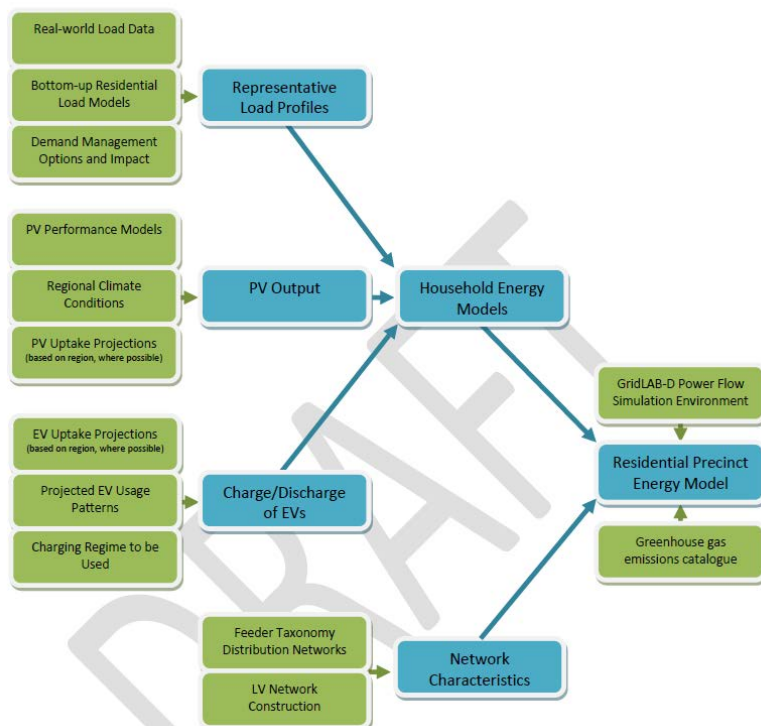 Real-world Load Data
Bottom-up Residential
Load Models
Demand Management
Options and Impact
Representative
Load Profiles
PV Performance Models
Regional Climate
Conditions
PV Uptake Projections
(based on region, where possible)
PV Output
Household Energy
Models
EV Uptake Projections
(based on region, where possible)
Projected EV Usage
Patterns
Charging Regime to be
Used
Charge/Discharge
of EVs
GridLAB-D Power Flow
Simulation Environment
Residential Precinct
Energy Model
Greenhouse gas
emissions catalogue
Feeder Taxonomy
Distribution Networks
LV Network
Construction
Network
Characteristics
DRAFT